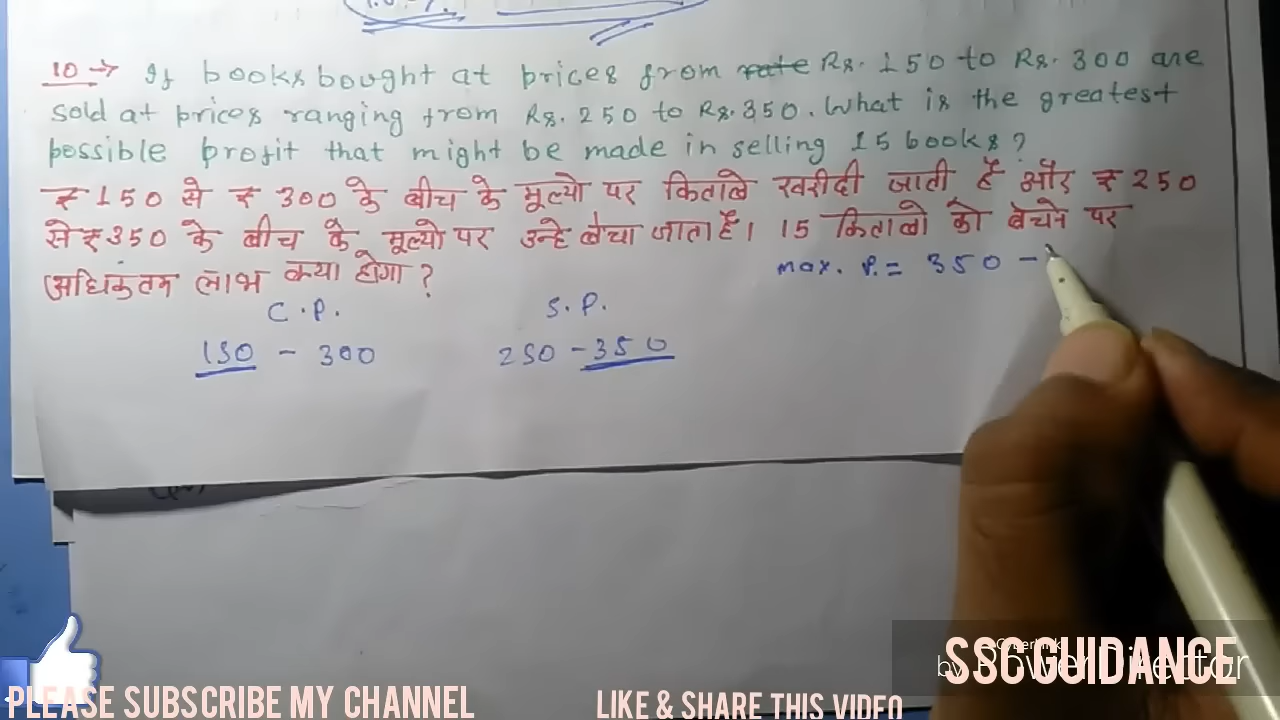 10 → If books bought at prices from rate Rs. 150 to Rs. 300 are
sold at prices ranging from Rs. 250 to Rs. 350. What is the greatest
possible profit that might be made in selling 15 books?
₹ 150 से ₹ 300 के बीच के मूल्यो पर किताबे खरीदी जाती है और ₹ 250
से ₹ 350 के बीच के मूल्यो पर उन्हे बेचा जाता है। 15 किताबो को बेचने पर
अधिकतम लाभ क्या होगा ?
max. P. = 350 -
C.P. S.P.
150 - 300 250 - 350
SSC GUIDANCE
by PowerDirector
PLEASE SUBSCRIBE MY CHANNEL
LIKE & SHARE THIS VIDEO